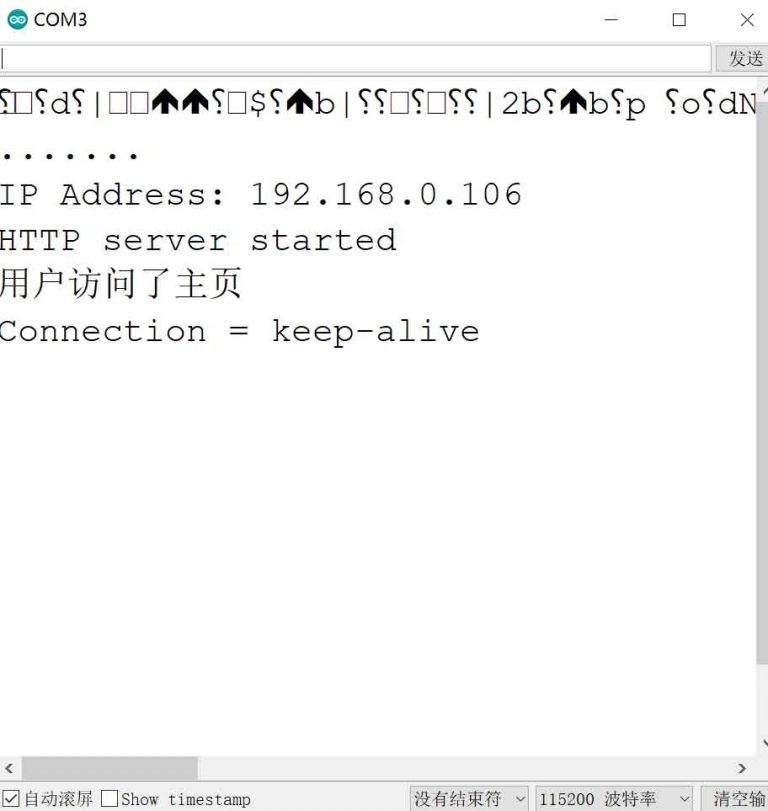 COM3
发送
.......
IP Address: 192.168.0.106
HTTP server started
用户访问了主页
Connection = keep-alive
自动滚屏 Show timestamp 没有结束符 115200 波特率 清空输